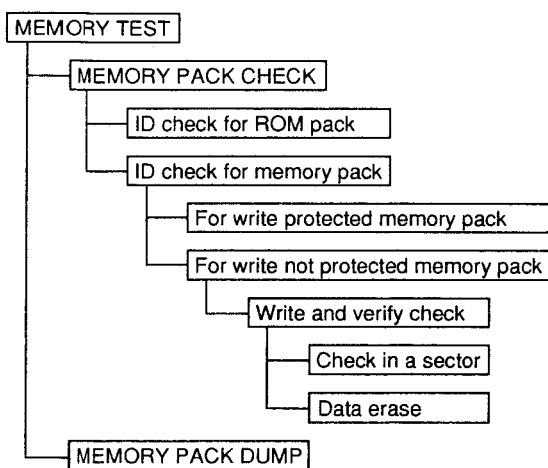 MEMORY TEST
MEMORY PACK CHECK
ID check for ROM pack
ID check for memory pack
For write protected memory pack
For write not protected memory pack
Write and verify check
Check in a sector
Data erase
MEMORY PACK DUMP